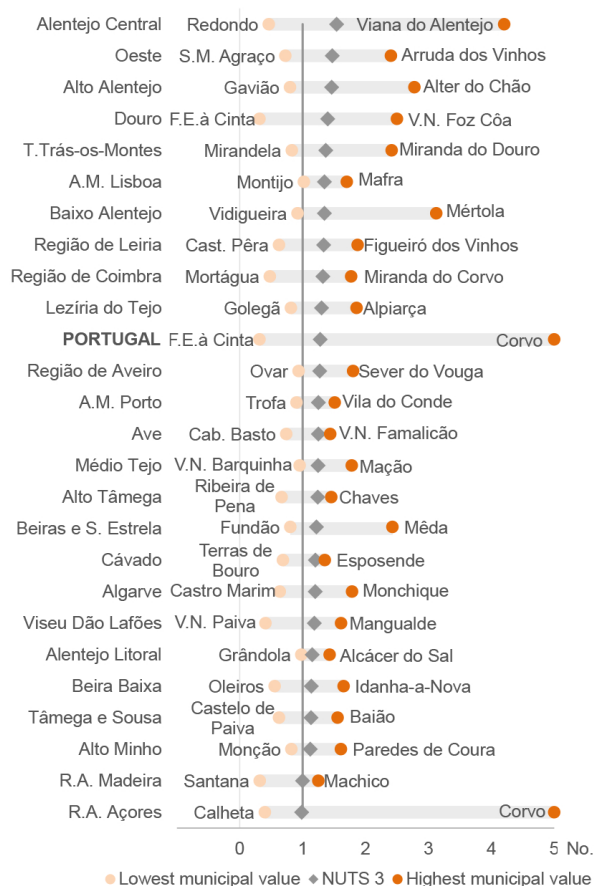 Alentejo Central Redondo Viana do Alentejo
Oeste S.M. Agraço Arruda dos Vinhos
Alto Alentejo Gavião Alter do Chão
Douro F.E.à Cinta V.N. Foz Côa
T.Trás-os-Montes Mirandela Miranda do Douro
A.M. Lisboa Montijo Mafra
Baixo Alentejo Vidigueira Mértola
Região de Leiria Cast. Pêra Figueiró dos Vinhos
Região de Coimbra Mortágua Miranda do Corvo
Lezíria do Tejo Golegã Alpiarça
PORTUGAL F.E.à Cinta Corvo
Região de Aveiro Ovar Sever do Vouga
A.M. Porto Trofa Vila do Conde
Ave Cab. Basto V.N. Famalicão
Médio Tejo V.N. Barquinha Mação
Alto Tâmega Ribeira de Pena Chaves
Beiras e S. Estrela Fundão Mêda
Cávado Terras de Bouro Esposende
Algarve Castro Marim Monchique
Viseu Dão Lafões V.N. Paiva Mangualde
Alentejo Litoral Grândola Alcácer do Sal
Beira Baixa Oleiros Idanha-a-Nova
Tâmega e Sousa Castelo de Paiva Baião
Alto Minho Monção Paredes de Coura
R.A. Madeira Santana Machico
R.A. Açores Calheta Corvo
0 1 2 3 4 5 No.
Lowest municipal value NUTS 3 Highest municipal value